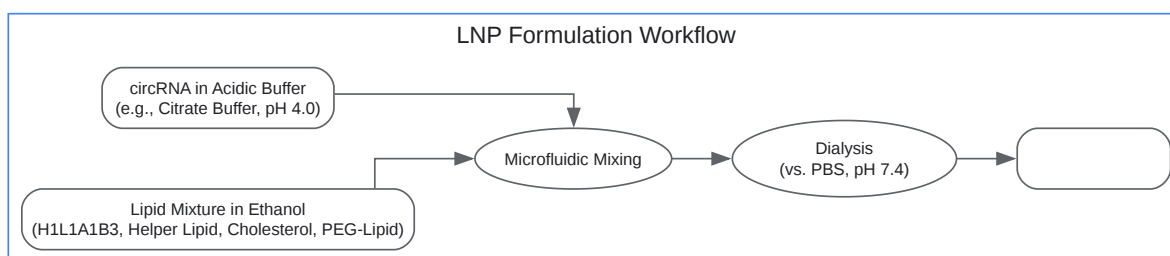 LNP Formulation Workflow
circRNA in Acidic Buffer
(e.g., Citrate Buffer, pH 4.0)
Microfluidic Mixing
Dialysis
(vs. PBS, pH 7.4)
Lipid Mixture in Ethanol
(H1L1A1B3, Helper Lipid, Cholesterol, PEG-Lipid)